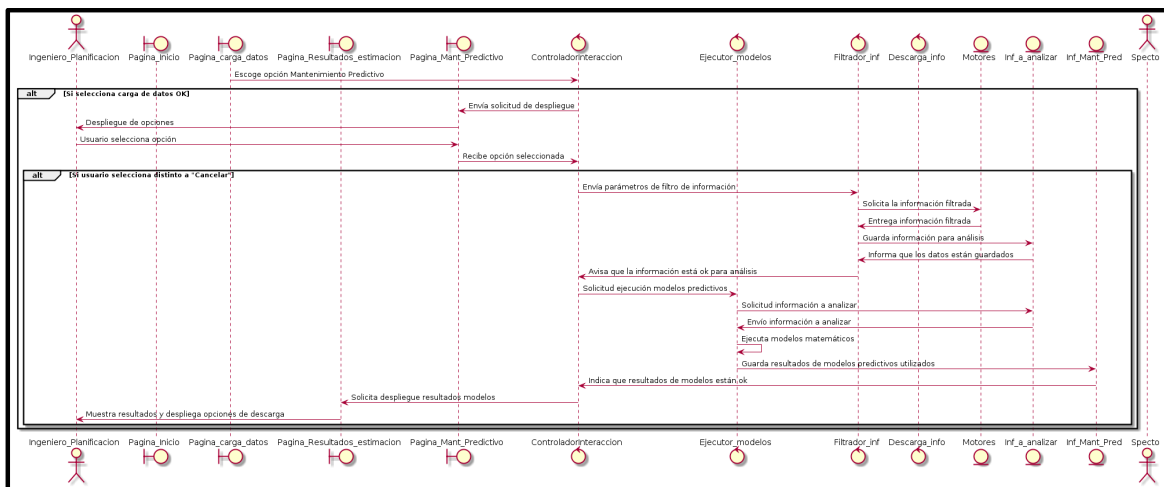 Ingeniero_Planificacion Pagina_Inicio Pagina_carga_datos Pagina_Resultados_estimacion Pagina_Mant_Predictivo Controladorinteraccion Ejecutor_modelos Filtrador_inf Descarga_info Motores Inf_a_analizar Inf_Mant_Pred Specto
Escoge opción Mantenimiento Predictivo
alt [Si selecciona carga de datos OK]
Envía solicitud de despliegue
Despliegue de opciones
Usuario selecciona opción
Recibe opción seleccionada
alt [Si usuario selecciona distinto a "Cancelar"]
Envía parámetros de filtro de información
Solicita la información filtrada
Entrega información filtrada
Guarda información para análisis
Informa que los datos están guardados
Avisa que la información está ok para análisis
Solicitud ejecución modelos predictivos
Solicitud información a analizar
Envío información a analizar
Ejecuta modelos matemáticos
Guarda resultados de modelos predictivos utilizados
Indica que resultados de modelos están ok
Solicita despliegue resultados modelos
Muestra resultados y despliega opciones de descarga
Ingeniero_Planificacion Pagina_Inicio Pagina_carga_datos Pagina_Resultados_estimacion Pagina_Mant_Predictivo Controladorinteraccion Ejecutor_modelos Filtrador_inf Descarga_info Motores Inf_a_analizar Inf_Mant_Pred Specto